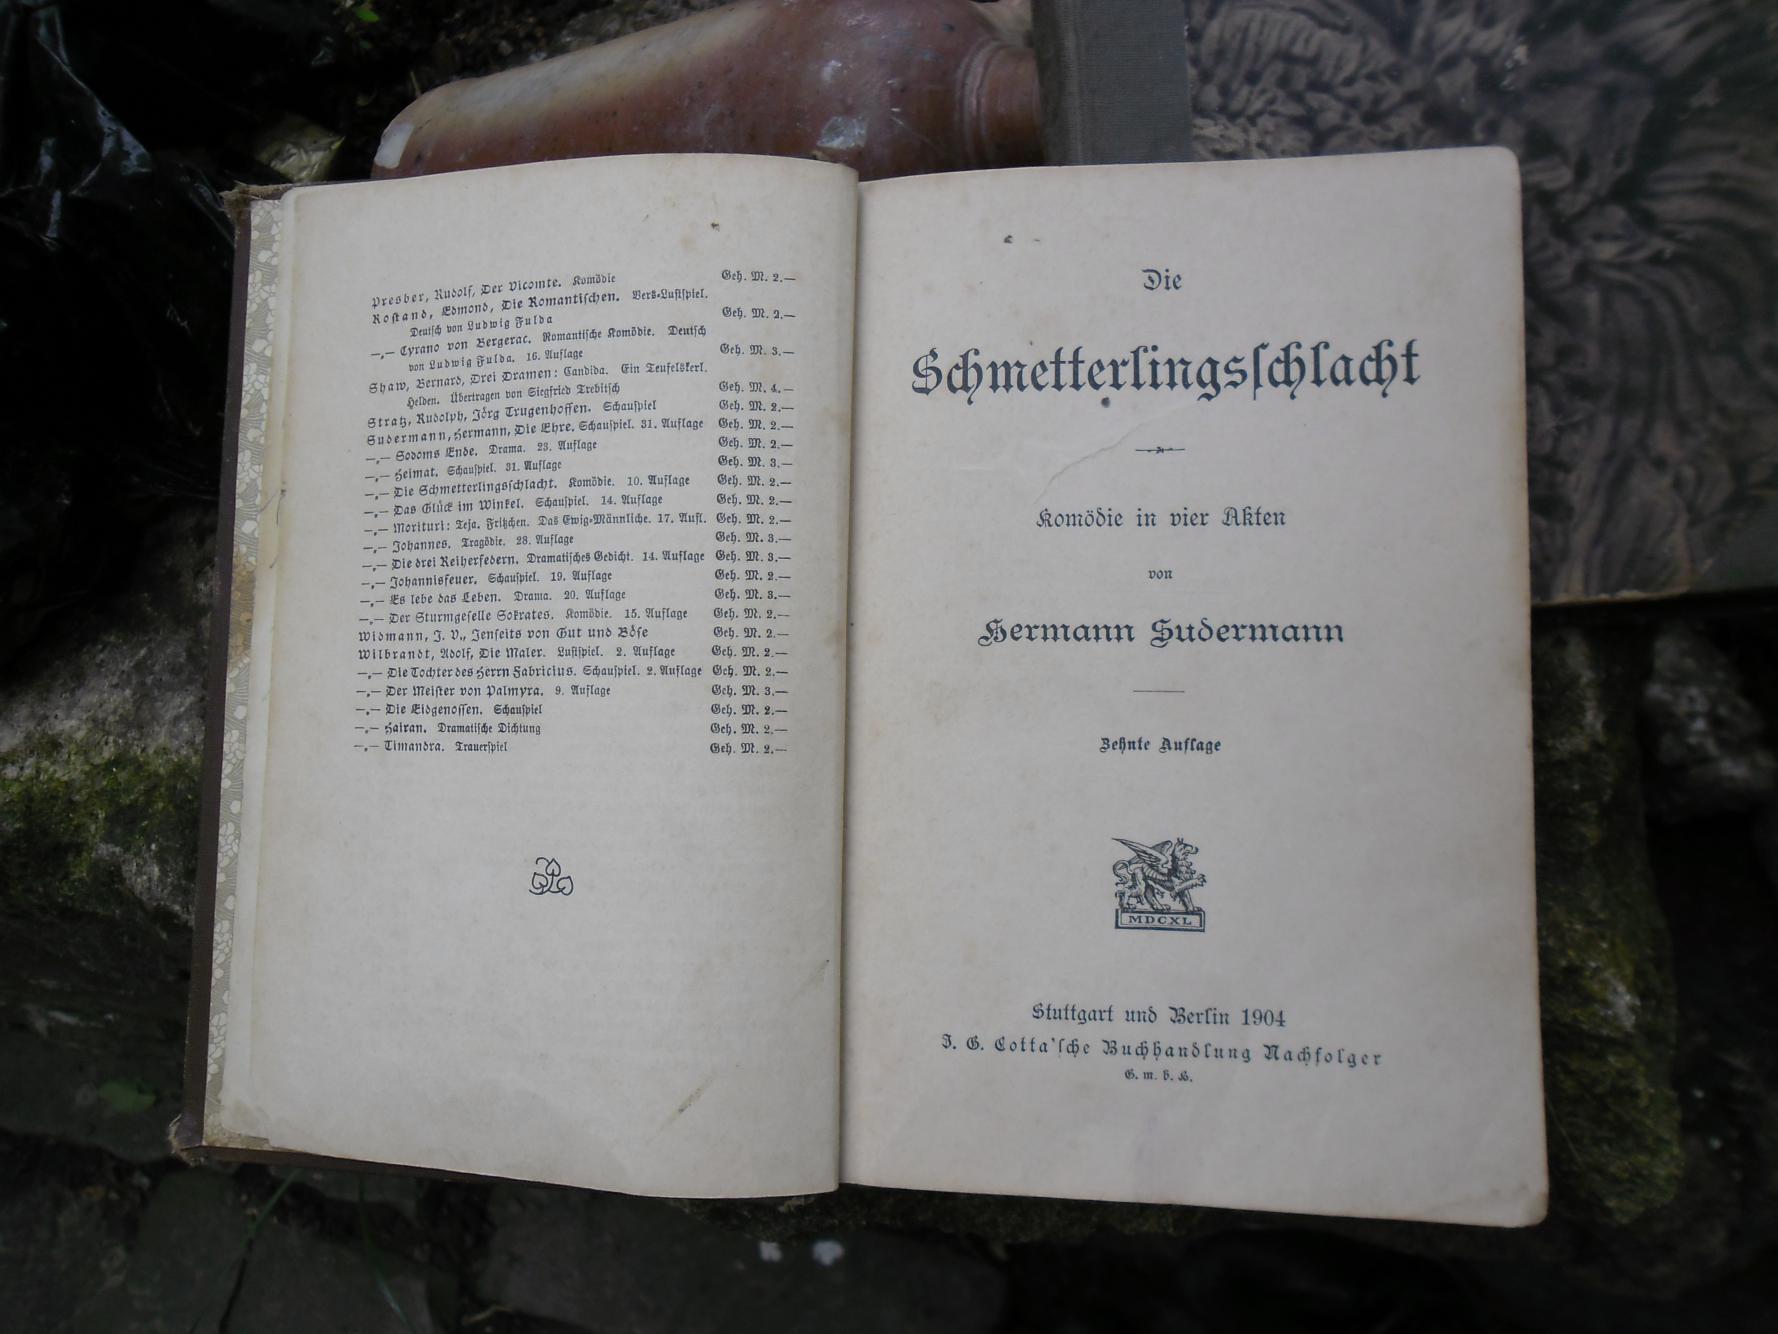 Presber, Rudolf, Der Vicomte. Komödie Geh. M. 2.—
Rostand, Edmond, Die Romantischen. Vers-Lustspiel.
Deutsch von Ludwig Fulda Geh. M. 2.—
—„— Cyrano von Bergerac. Romantische Komödie. Deutsch
von Ludwig Fulda. 16. Auflage Geh. M. 3.—
Shaw, Bernard, Drei Dramen: Candida. Ein Teufelskerl.
Helden. Übertragen von Siegfried Trebitsch Geh. M. 4.—
Stratz, Rudolph, Jörg Trugenhoffen. Schauspiel Geh. M. 2.—
Sudermann, Hermann, Die Ehre. Schauspiel. 31. Auflage Geh. M. 2.—
—„— Sodoms Ende. Drama. 23. Auflage Geh. M. 2.—
—„— Heimat. Schauspiel. 31. Auflage Geh. M. 3.—
—„— Die Schmetterlingsschlacht. Komödie. 10. Auflage Geh. M. 2.—
—„— Das Glück im Winkel. Schauspiel. 14. Auflage Geh. M. 2.—
—„— Morituri: Teja. Fritzchen. Das Ewig-Männliche. 17. Aufl. Geh. M. 2.—
—„— Johannes. Tragödie. 28. Auflage Geh. M. 3.—
—„— Die drei Reiherfedern. Dramatisches Gedicht. 14. Auflage Geh. M. 3.—
—„— Johannisfeuer. Schauspiel. 19. Auflage Geh. M. 2.—
—„— Es lebe das Leben. Drama. 20. Auflage Geh. M. 3.—
—„— Der Sturmgeselle Sokrates. Komödie. 15. Auflage Geh. M. 2.—
Widmann, J. V., Jenseits von Gut und Böse Geh. M. 2.—
Wilbrandt, Adolf, Die Maler. Lustspiel. 2. Auflage Geh. M. 2.—
—„— Die Tochter des Herrn Fabricius. Schauspiel. 2. Auflage Geh. M. 2.—
—„— Der Meister von Palmyra. 9. Auflage Geh. M. 3.—
—„— Die Eidgenossen. Schauspiel Geh. M. 2.—
—„— Hairan. Dramatische Dichtung Geh. M. 2.—
—„— Timandra. Trauerspiel Geh. M. 2.—
Die
Schmetterlingsschlacht
Komödie in vier Akten
von
Hermann Sudermann
Zehnte Auflage
MDCXL
Stuttgart und Berlin 1904
J. G. Cotta'sche Buchhandlung Nachfolger
G. m. b. H.